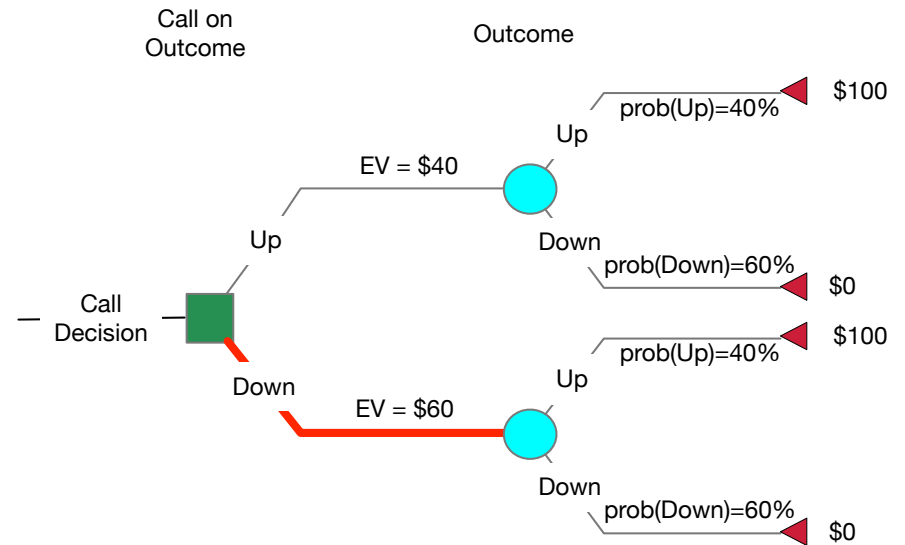 Call on
Outcome
Outcome
$100
prob(Up)=40%
Up
EV = $40
Up
Down
prob(Down)=60%
$0
Call
Decision
$100
prob(Up)=40%
Up
Down
EV = $60
Down
prob(Down)=60%
$0